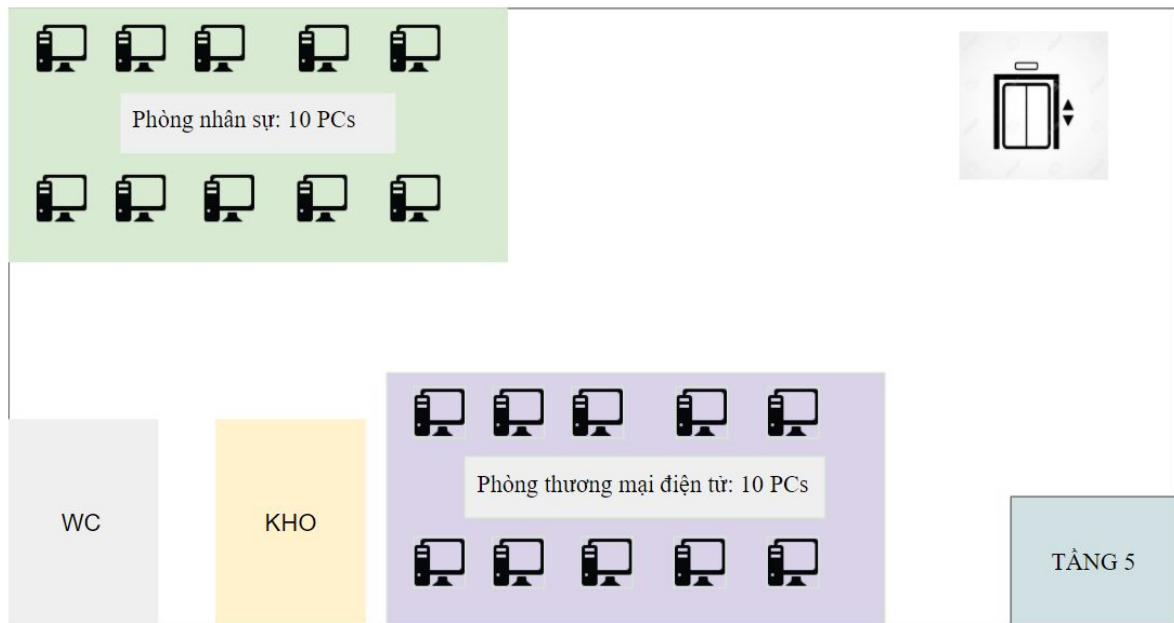 Phòng nhân sự: 10 PCs
Phòng thương mại điện tử: 10 PCs
WC
KHO
TẦNG 5